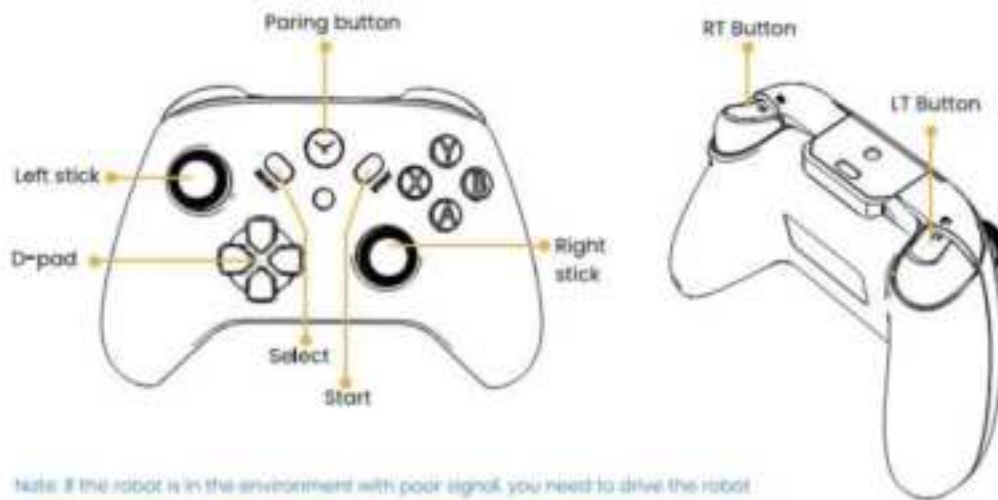 Paring button
RT Button
LT Button
Left stick
Y
X
B
A
D-pad
Right
stick
Select
Start
Note: If the robot is in the environment with poor signal, you need to drive the robot